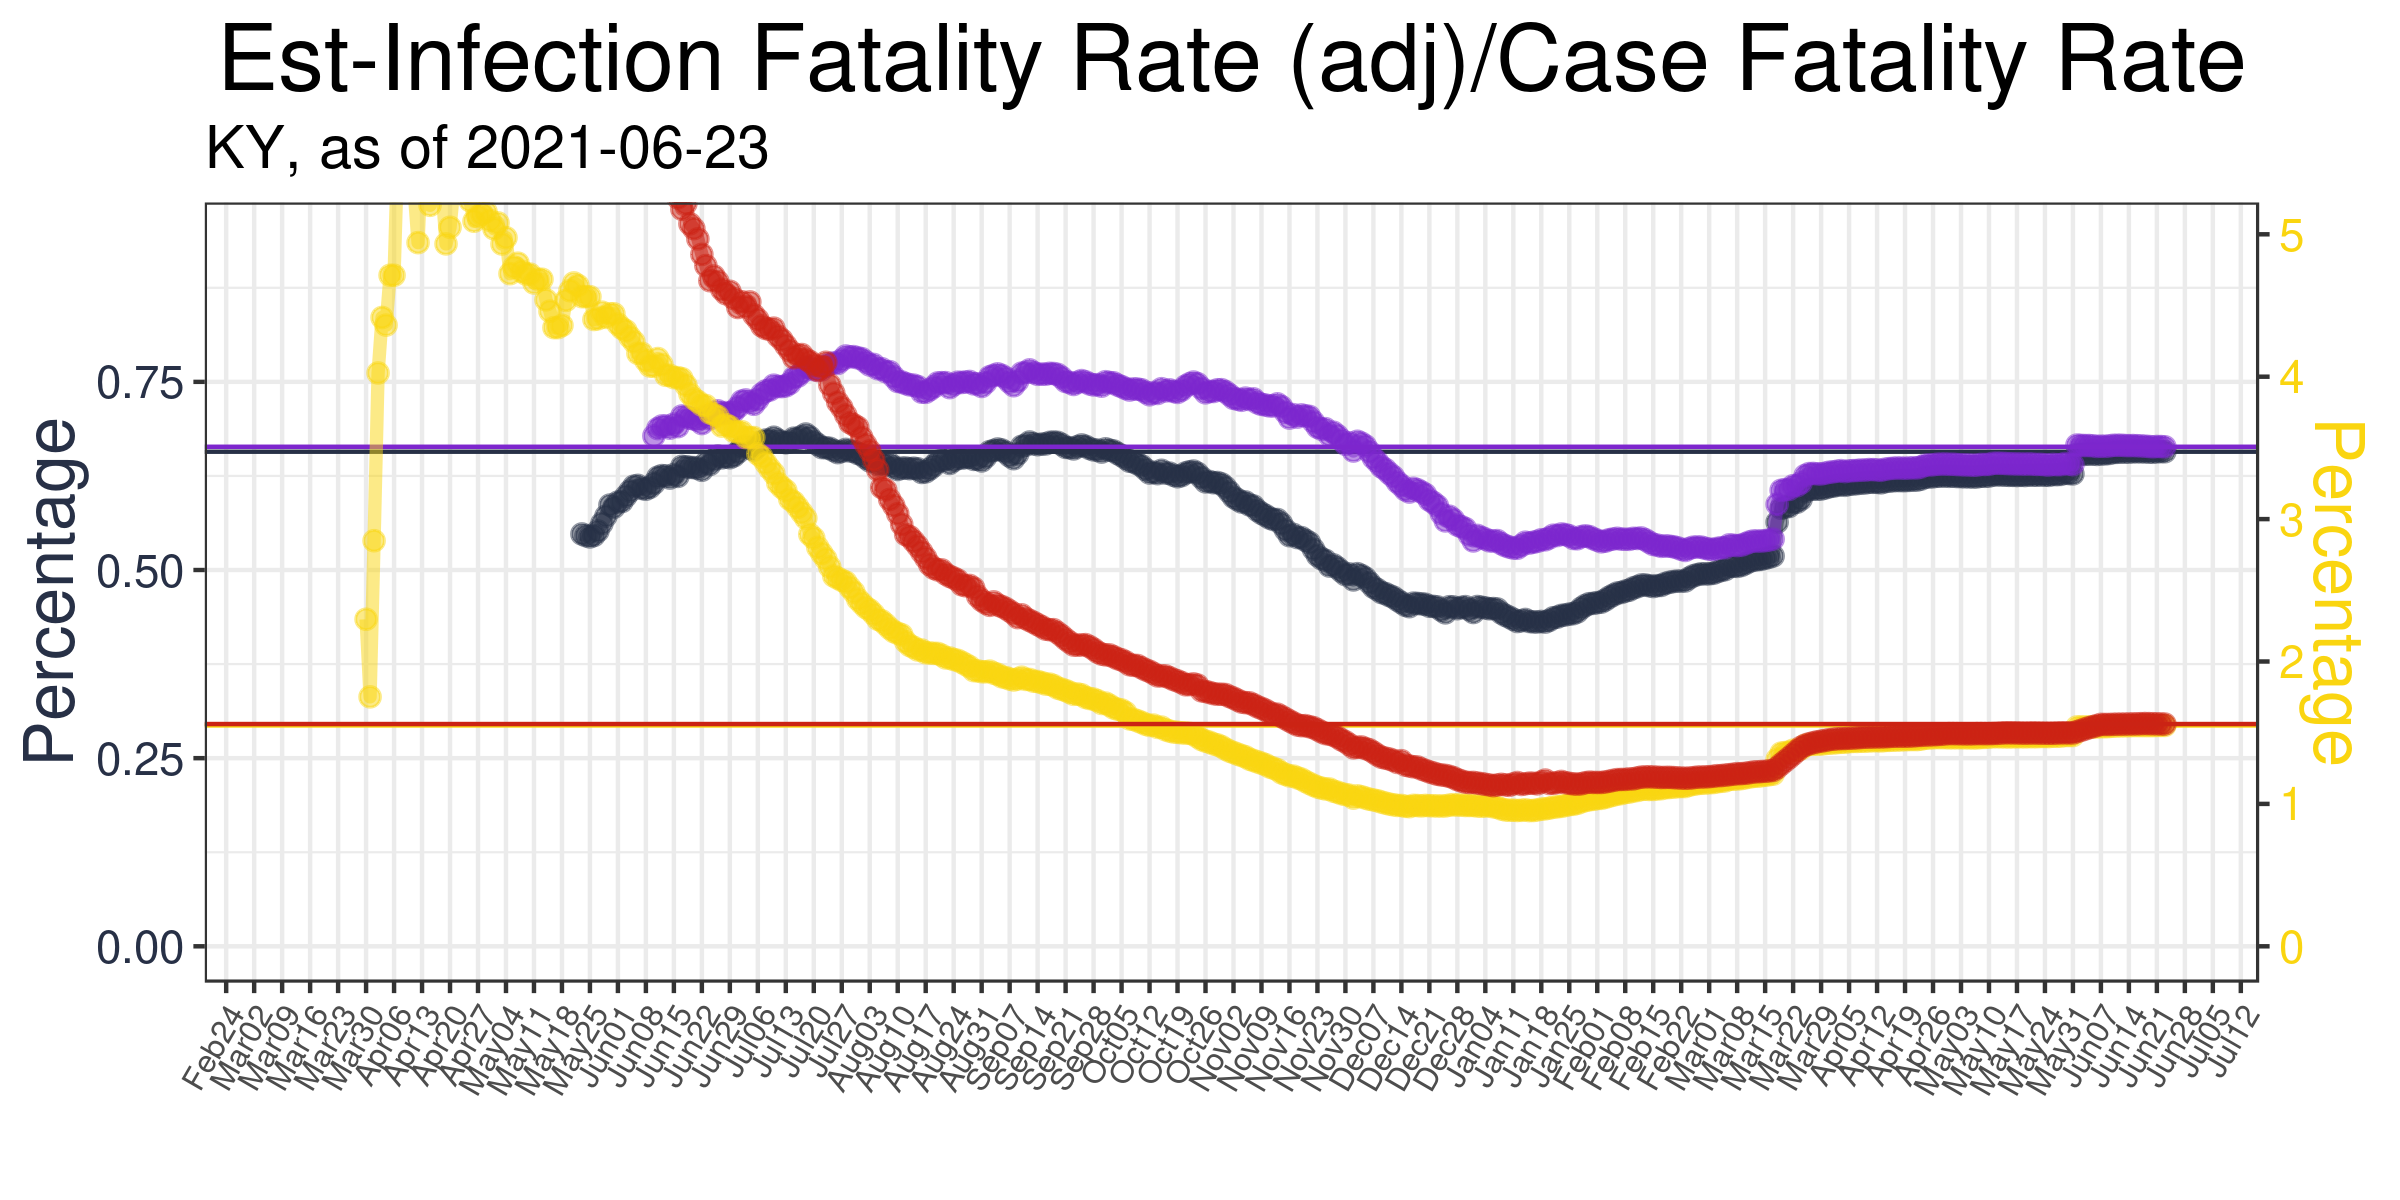 Est-Infection Fatality Rate (adj)/Case Fatality Rate
KY, as of 2021-06-23
Percentage
0.75
0.50
0.25
0.00
5
4
3
2
1
0
Percentage
Feb24
Mar02
Mar09
Mar16
Mar23
Mar30
Apr06
Apr13
Apr20
Apr27
May04
May11
May18
May25
Jun01
Jun08
Jun15
Jun22
Jun29
Jul06
Jul13
Jul20
Jul27
Aug03
Aug10
Aug17
Aug24
Aug31
Sep07
Sep14
Sep21
Sep28
Oct05
Oct12
Oct19
Oct26
Nov02
Nov09
Nov16
Nov23
Nov30
Dec07
Dec14
Dec21
Dec28
Jan04
Jan11
Jan18
Jan25
Feb01
Feb08
Feb15
Feb22
Mar01
Mar08
Mar15
Mar22
Mar29
Apr05
Apr12
Apr19
Apr26
May03
May10
May17
May24
May31
Jun07
Jun14
Jun21
Jun28
Jul05
Jul12